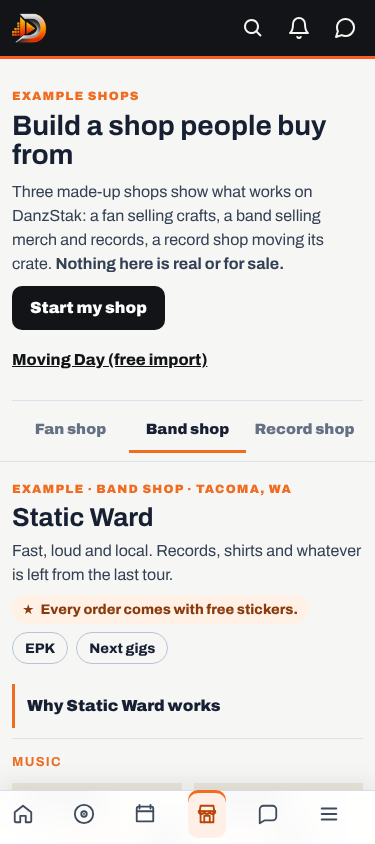 EXAMPLE SHOPS
Build a shop people buy
from
Three made-up shops show what works on
DanzStak: a fan selling crafts, a band selling
merch and records, a record shop moving its
crate. Nothing here is real or for sale.
Start my shop
Moving Day (free import)
Fan shop Band shop Record shop
EXAMPLE · BAND SHOP · TACOMA, WA
Static Ward
Fast, loud and local. Records, shirts and whatever
is left from the last tour.
★ Every order comes with free stickers.
EPK Next gigs
Why Static Ward works
MUSIC